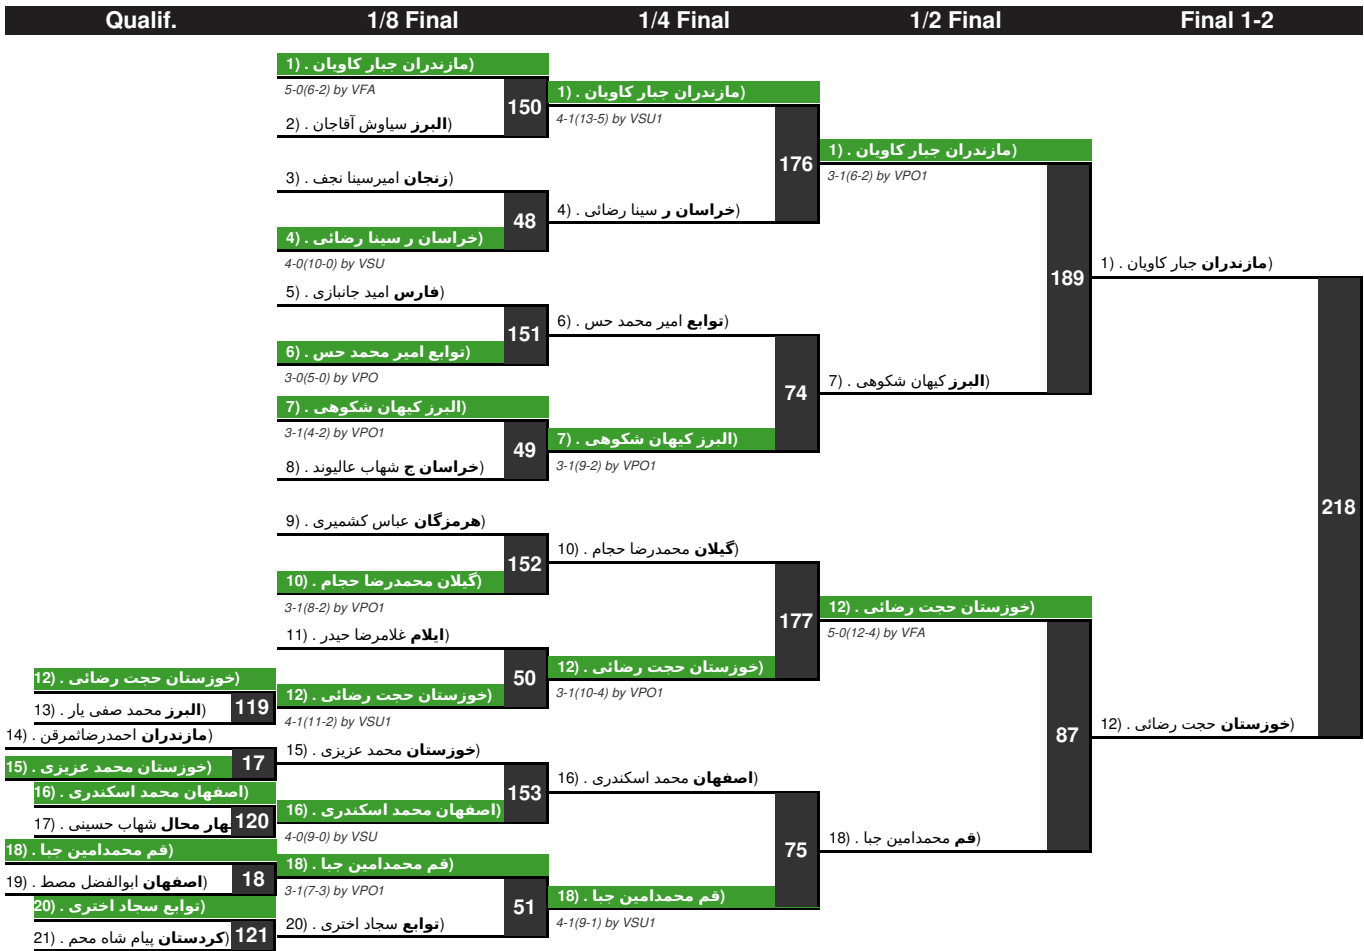 Qualif. 1/8 Final 1/4 Final 1/2 Final Final 1-2
1) . (مازندران جبار کاویان
5-0(6-2) by VFA
150
2) . (البرز سیاوش آقاجان
3) . (زنجان امیرسینا نجف
48
4) . (خراسان ر سینا رضائی
4-0(10-0) by VSU
5) . (فارس امید جانبازی
151
6) . (توابع امیر محمد حس
3-0(5-0) by VPO
7) . (البرز کیهان شکوهی
3-1(4-2) by VPO1
49
8) . (خراسان ج شهاب عالیوند
9) . (هرمزگان عباس کشمیری
152
10) . (گیلان محمدرضا حجام
3-1(8-2) by VPO1
11) . (ایلام غلامرضا حیدر
50
12) . (خوزستان حجت رضائی
4-1(11-2) by VSU1
15) . (خوزستان محمد عزیزی
153
16) . (اصفهان محمد اسکندری
4-0(9-0) by VSU
18) . (قم محمدامین جبا
3-1(7-3) by VPO1
51
20) . (توابع سجاد اختری
12) . (خوزستان حجت رضائی
119
13) . (البرز محمد صفی یار
14) . (مازندران احمدرضاثمرقن
17
15) . (خوزستان محمد عزیزی
16) . (اصفهان محمد اسکندری
120
17) . (هار محال شهاب حسینی
18) . (قم محمدامین جبا
18
19) . (اصفهان ابوالفضل مصط
20) . (توابع سجاد اختری
121
21) . (کردستان پیام شاه محم
1) . (مازندران جبار کاویان
4-1(13-5) by VSU1
176
4) . (خراسان ر سینا رضائی
6) . (توابع امیر محمد حس
74
7) . (البرز کیهان شکوهی
3-1(9-2) by VPO1
10) . (گیلان محمدرضا حجام
177
12) . (خوزستان حجت رضائی
3-1(10-4) by VPO1
16) . (اصفهان محمد اسکندری
75
18) . (قم محمدامین جبا
4-1(9-1) by VSU1
1) . (مازندران جبار کاویان
3-1(6-2) by VPO1
189
7) . (البرز کیهان شکوهی
12) . (خوزستان حجت رضائی
5-0(12-4) by VFA
87
18) . (قم محمدامین جبا
1) . (مازندران جبار کاویان
218
12) . (خوزستان حجت رضائی